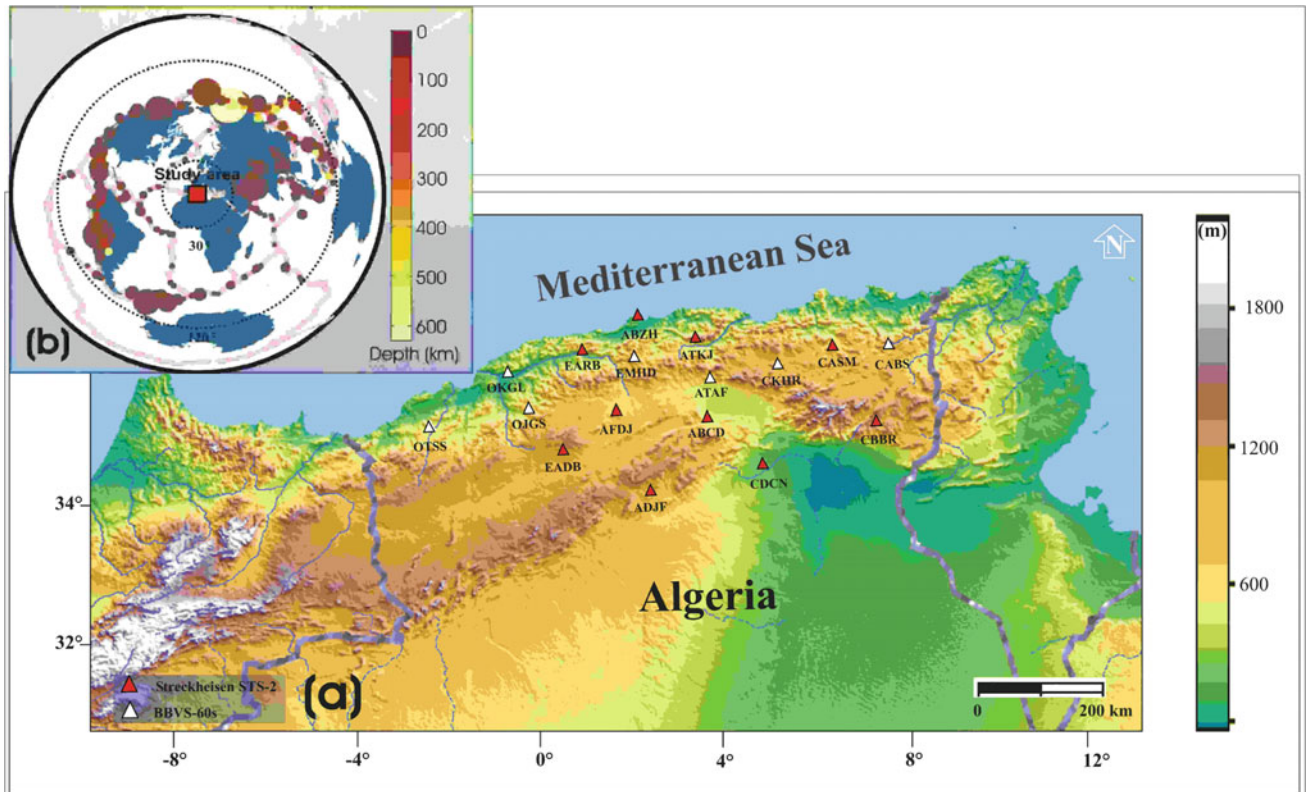 0
100
200
300
400
500
600
Depth (km)
Study area
30°
120°
(b)
Mediterranean Sea
N
(m)
1800
1200
600
ABZH
ATKJ
EARB
EMHD
CASM
CABS
OKGL
CKHR
ATAF
OJGS
AFDJ
ABCD
CBBR
OTSS
EADB
CDCN
ADJF
Algeria
34°
32°
Streckheisen STS-2
BBVS-60s
(a)
0
200 km
-8°
-4°
0°
4°
8°
12°